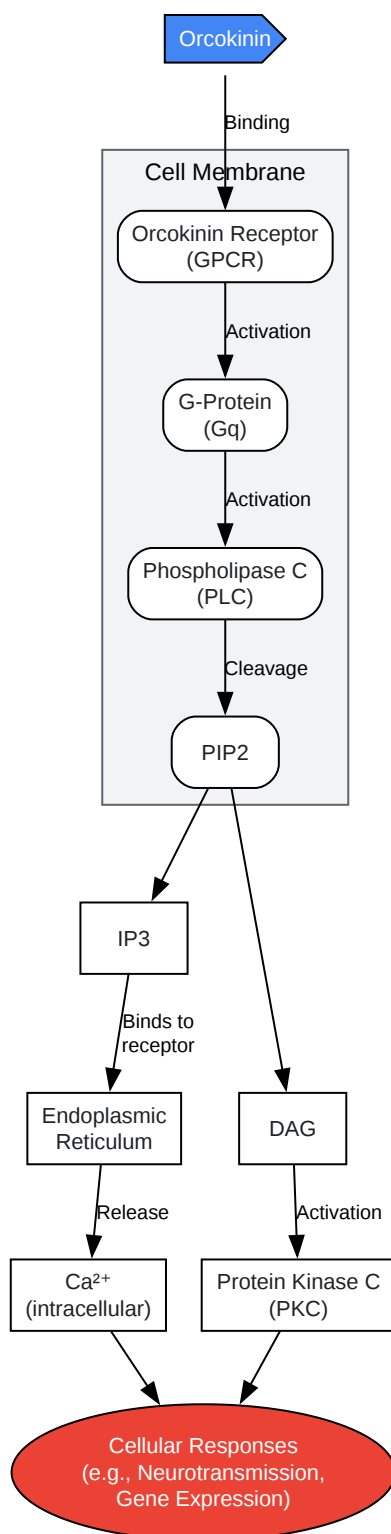 Orcokinin
Binding
Cell Membrane
Orcokinin Receptor
(GPCR)
Activation
G-Protein
(Gq)
Activation
Phospholipase C
(PLC)
Cleavage
PIP2
IP3
Binds to
receptor
Endoplasmic
Reticulum
DAG
Release
Activation
Ca²⁺
(intracellular)
Protein Kinase C
(PKC)
Cellular Responses
(e.g., Neurotransmission,
Gene Expression)